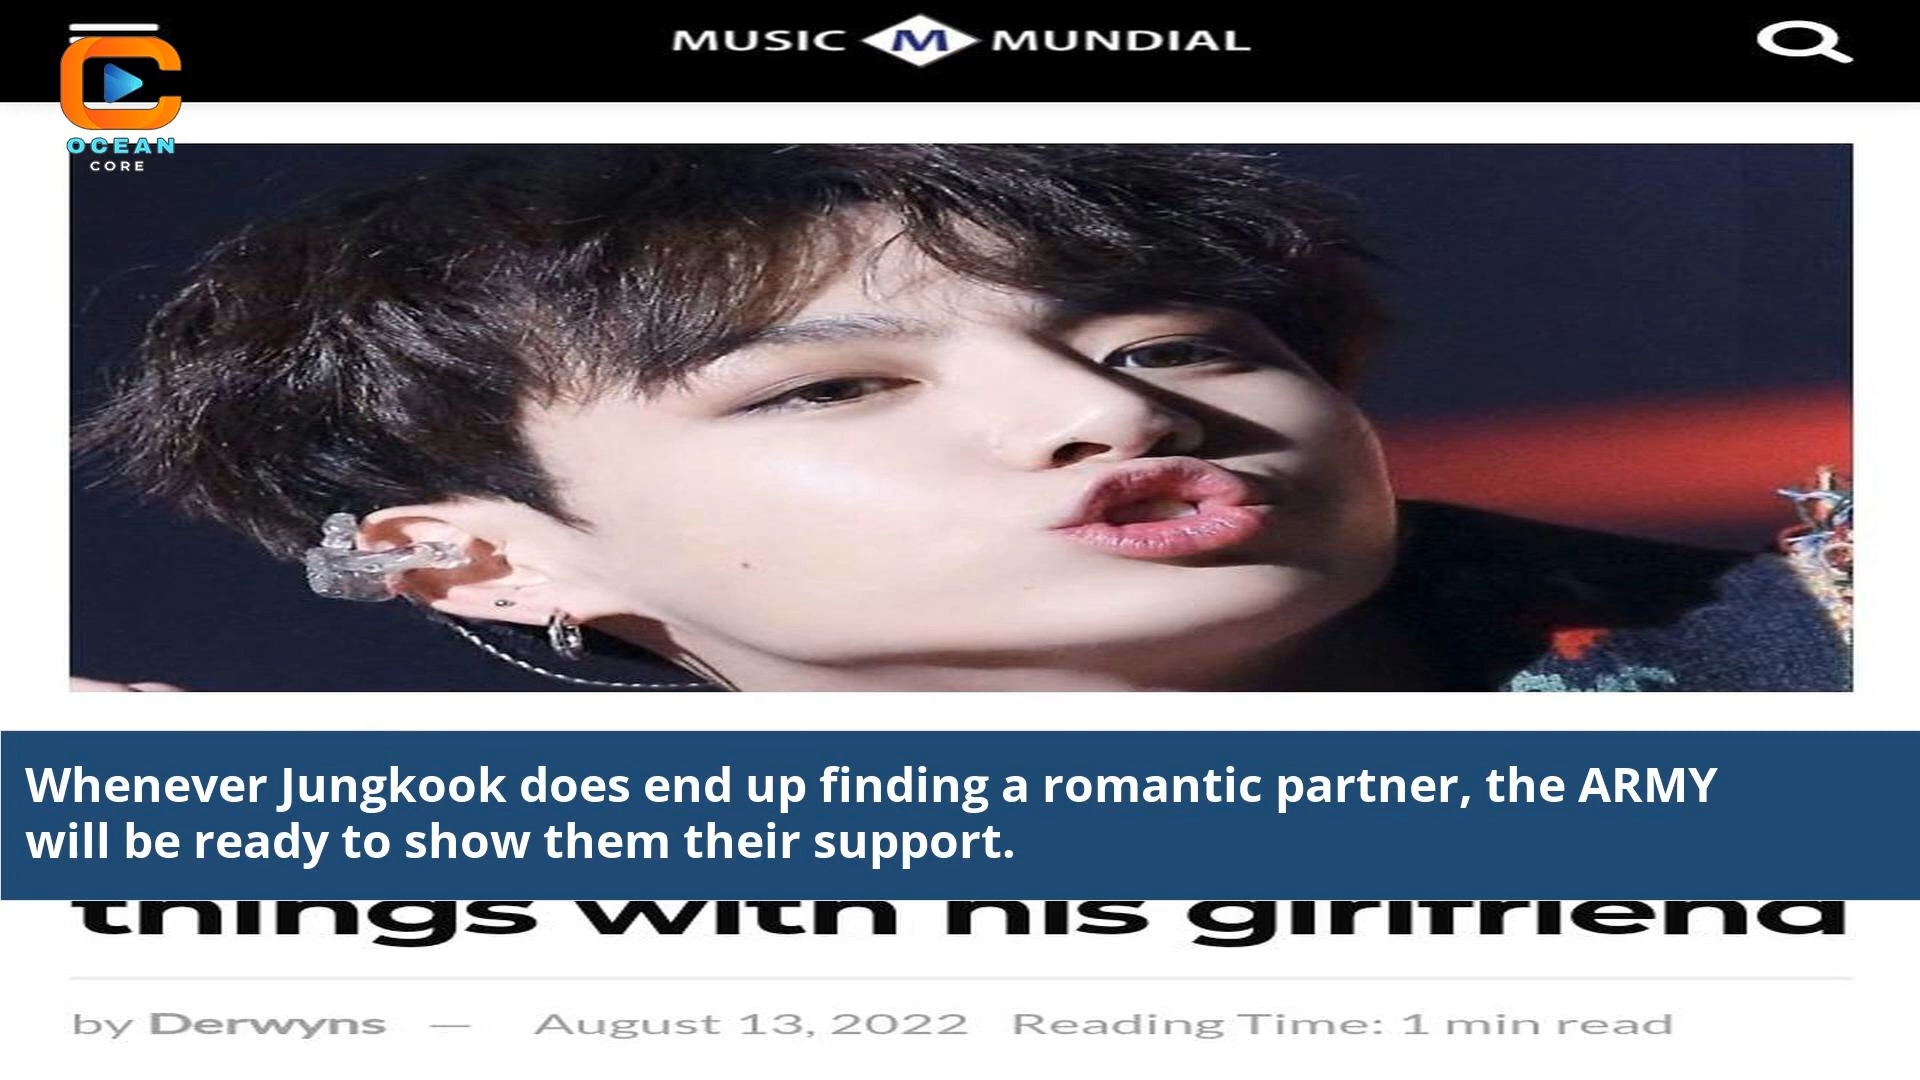 MUSIC M MUNDIAL
OCEAN
CORE
Whenever Jungkook does end up finding a romantic partner, the ARMY
will be ready to show them their support.
things with his girlfriend
by Derwyns — August 13, 2022 Reading Time: 1 min read